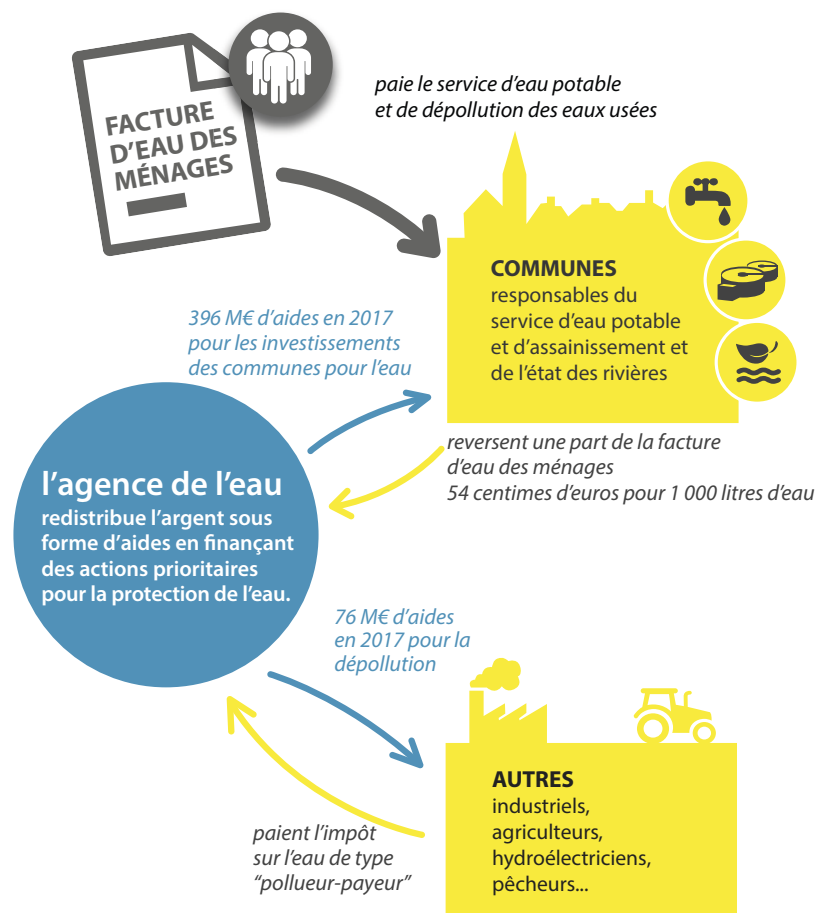 FACTURE
D'EAU DES
MÉNAGES
paie le service d'eau potable
et de dépollution des eaux usées
COMMUNES
responsables du
service d'eau potable
et d'assainissement et
de l'état des rivières
396 M€ d'aides en 2017
pour les investissements
des communes pour l'eau
reversent une part de la facture
d'eau des ménages
54 centimes d'euros pour 1 000 litres d'eau
l'agence de l'eau
redistribue l'argent sous
forme d'aides en finançant
des actions prioritaires
pour la protection de l'eau.
76 M€ d'aides
en 2017 pour la
dépollution
AUTRES
industriels,
agriculteurs,
hydroélectriciens,
pêcheurs...
paient l'impôt
sur l'eau de type
“pollueur-payeur”